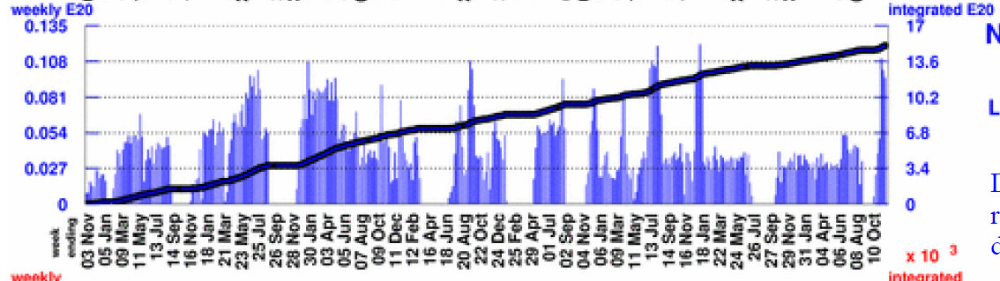 weekly E20
integrated E20
0.135
17
N
0.108
13.6
0.081
10.2
L
0.054
6.8
0.027
3.4
0
0
week ending
03 Nov
05 Jan
09 Mar
11 May
13 Jul
14 Sep
16 Nov
18 Jan
21 Mar
23 May
25 Jul
26 Sep
28 Nov
30 Jan
03 Apr
05 Jun
07 Aug
09 Oct
11 Dec
12 Feb
16 Apr
18 Jun
20 Aug
22 Oct
24 Dec
25 Feb
29 Apr
01 Jul
02 Sep
04 Nov
06 Jan
10 Mar
11 May
13 Jul
14 Sep
16 Nov
18 Jan
22 Mar
24 May
26 Jul
27 Sep
29 Nov
31 Jan
04 Apr
06 Jun
08 Aug
10 Oct
x 10 3
r
d
weekly
integrated